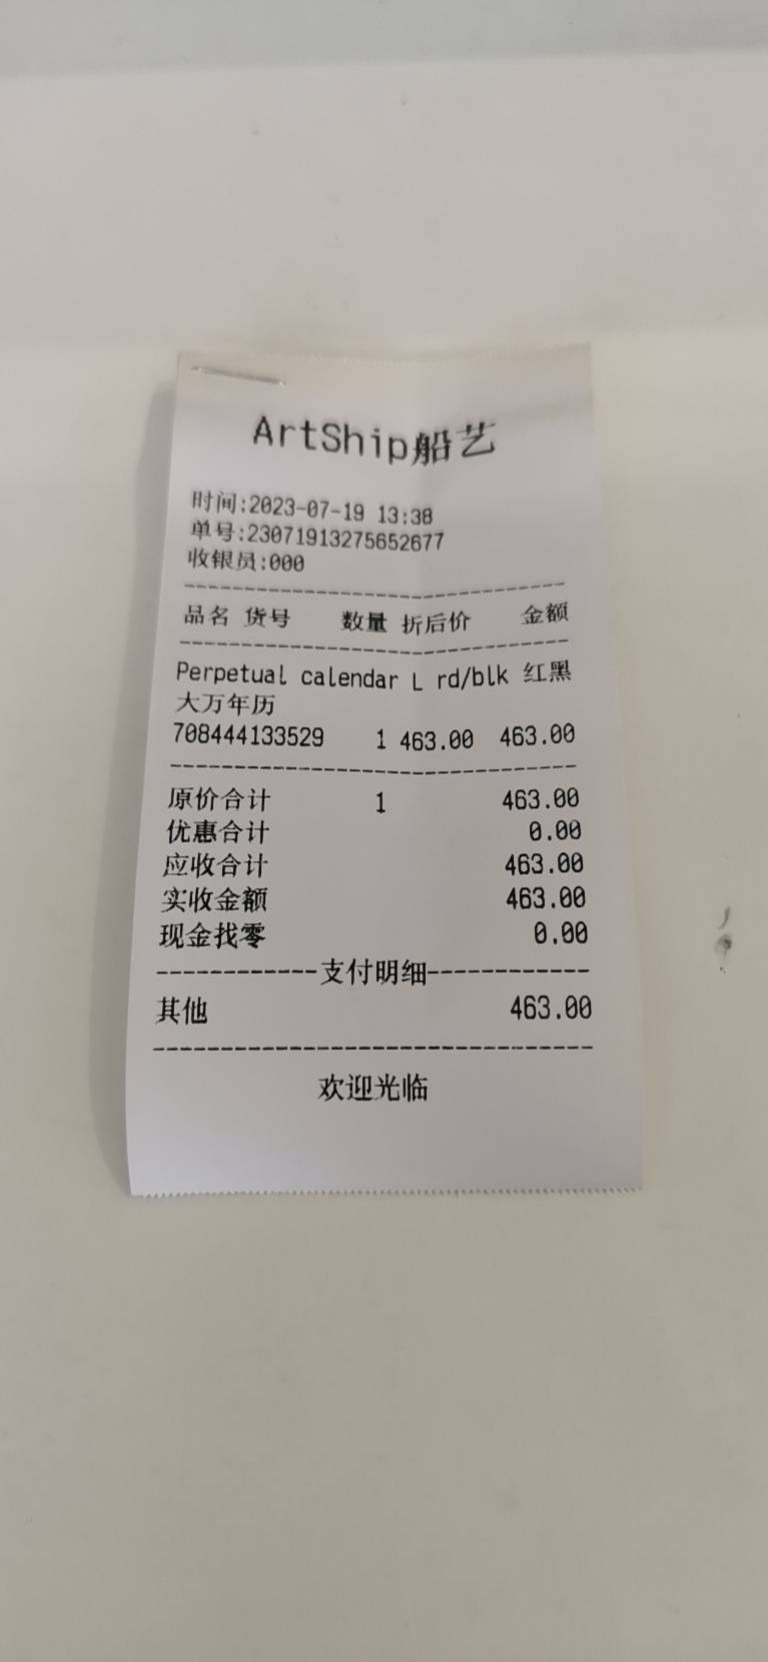 ArtShip船艺
时间:2023-07-19 13:38
单号:23071913275652677
收银员:000
品名 货号 数量 折后价 金额
Perpetual calendar L rd/blk 红黑
大万年历
708444133529 1 463.00 463.00
原价合计 1 463.00
优惠合计 0.00
应收合计 463.00
实收金额 463.00
现金找零 0.00
------------支付明细------------
其他 463.00
欢迎光临